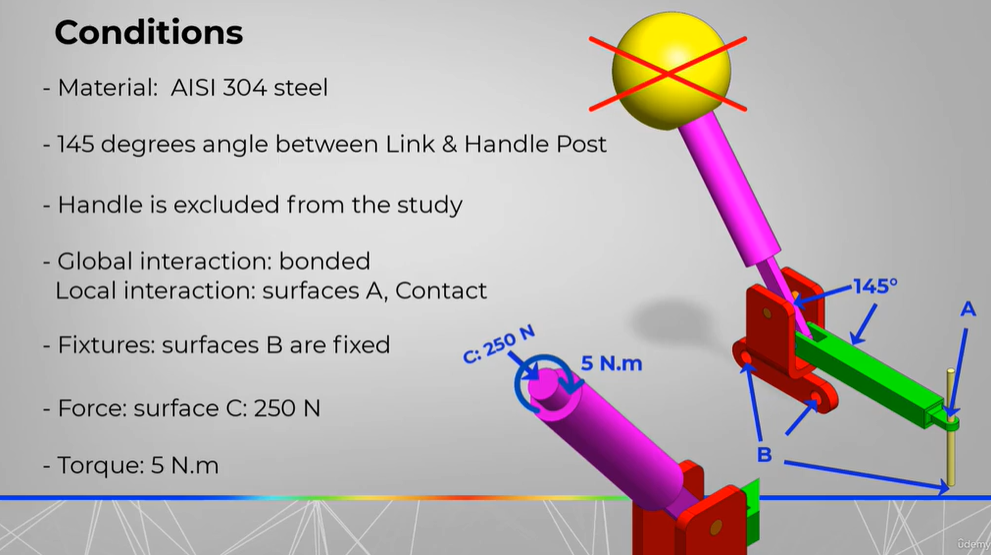 Conditions
- Material:  AISI 304 steel
- 145 degrees angle between Link & Handle Post
- Handle is excluded from the study
- Global interaction: bonded
Local interaction: surfaces A, Contact
- Fixtures: surfaces B are fixed
- Force: surface C: 250 N
- Torque: 5 N.m
145°
A
C: 250 N
5 N.m
B
ûdemy